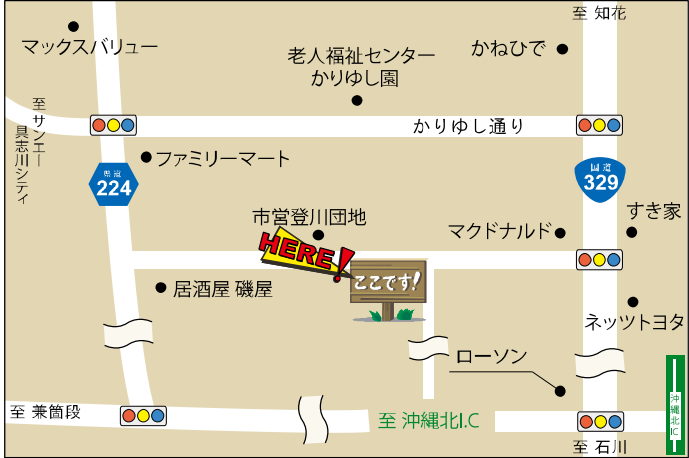 至 知花
マックスバリュー
老人福祉センター
かりゆし園
かねひで
至 サンエー
具志川シティ
かりゆし通り
ファミリーマート
県道
224
国道
329
市営登川団地
マクドナルド
すき家
HERE!
ここです!
居酒屋 磯屋
ネッツトヨタ
ローソン
沖縄北IC
至 兼箇段
至 沖縄北I.C
至 石川